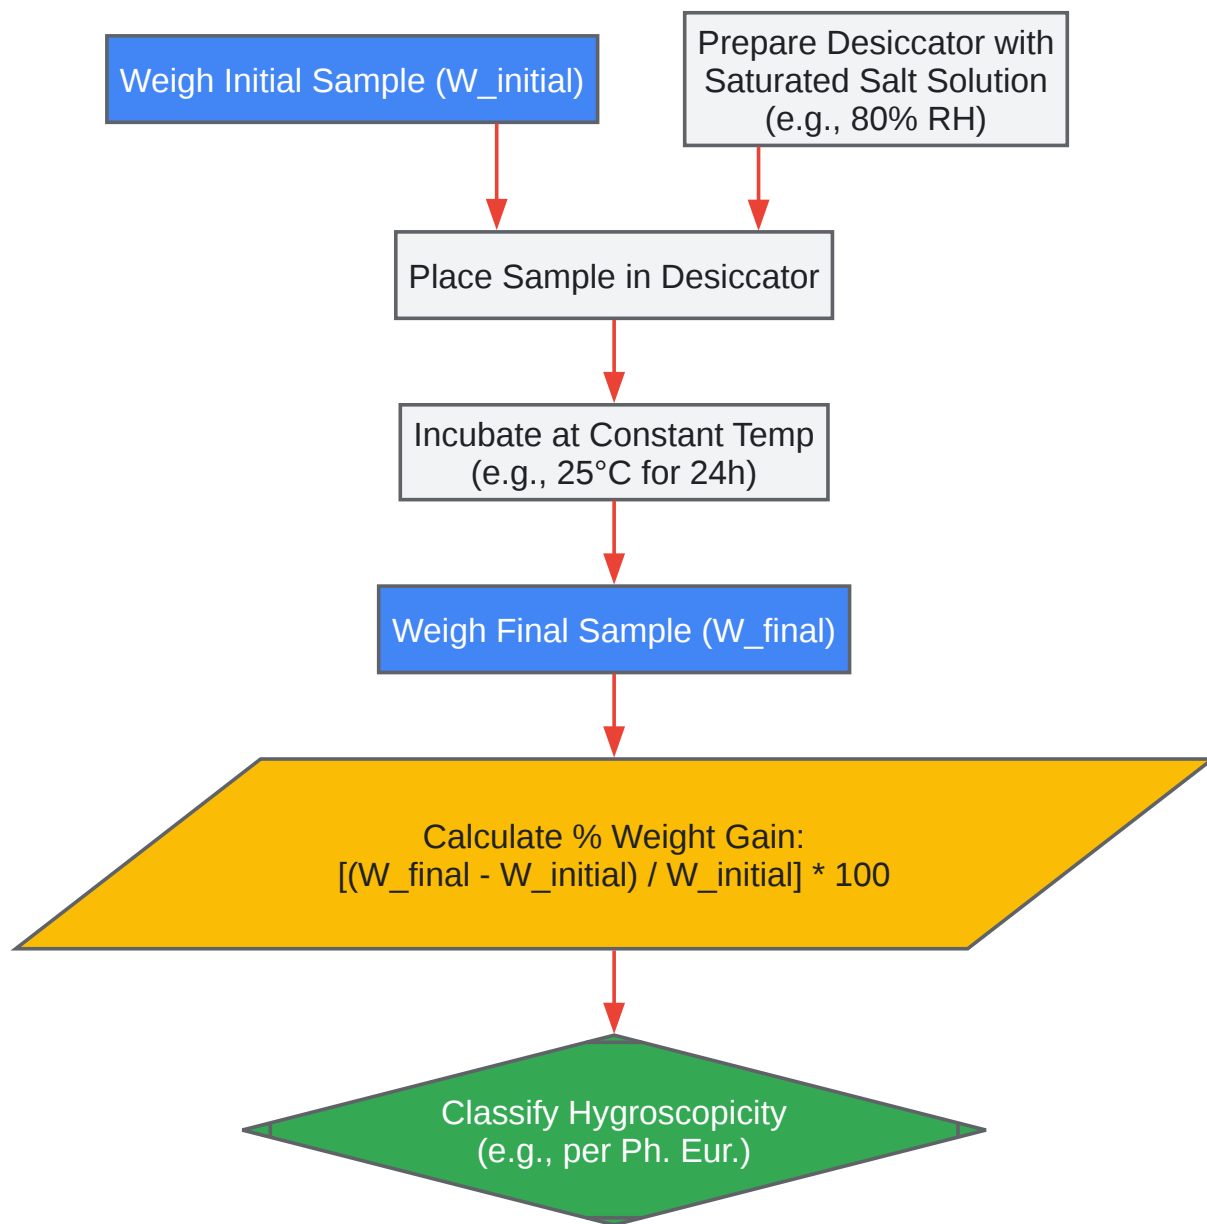 Weigh Initial Sample (W_initial)
Prepare Desiccator with
Saturated Salt Solution
(e.g., 80% RH)
Place Sample in Desiccator
Incubate at Constant Temp
(e.g., 25°C for 24h)
Weigh Final Sample (W_final)
Calculate % Weight Gain:
[(W_final - W_initial) / W_initial] * 100
Classify Hygroscopicity
(e.g., per Ph. Eur.)